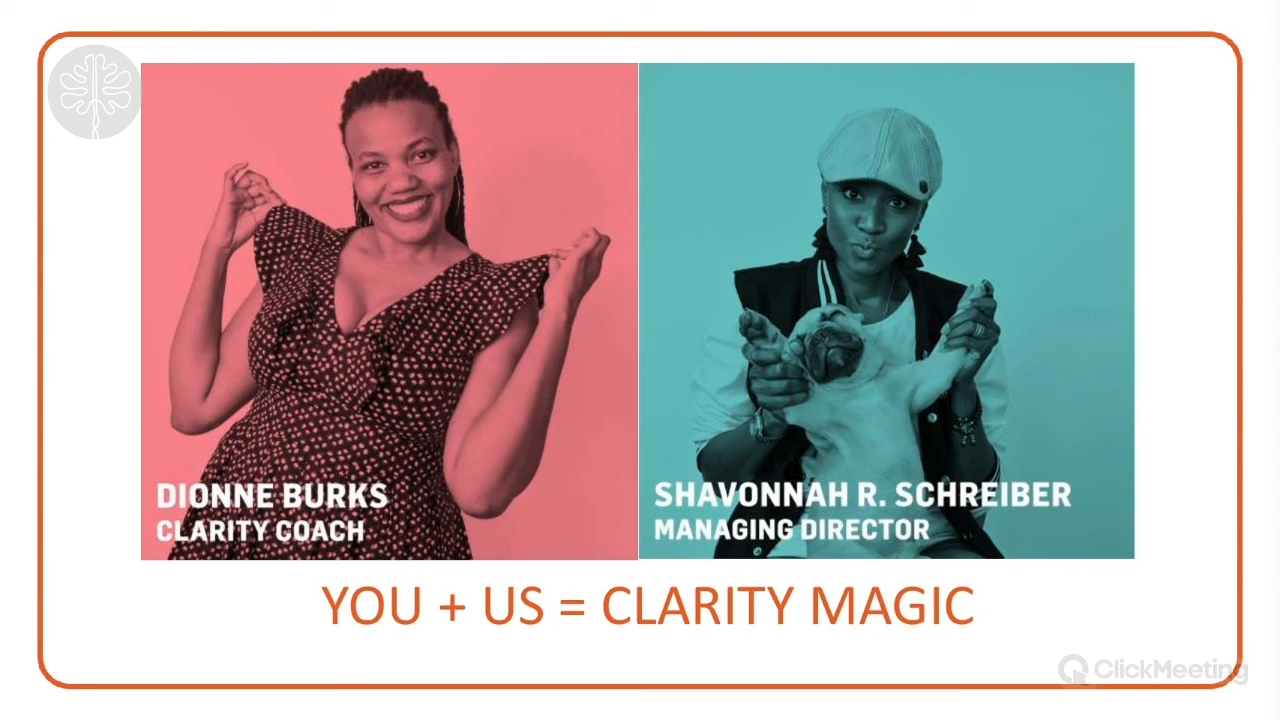 DIONNE BURKS
CLARITY COACH
SHAVONNAH R. SCHREIBER
MANAGING DIRECTOR
YOU + US = CLARITY MAGIC
ClickMeeting